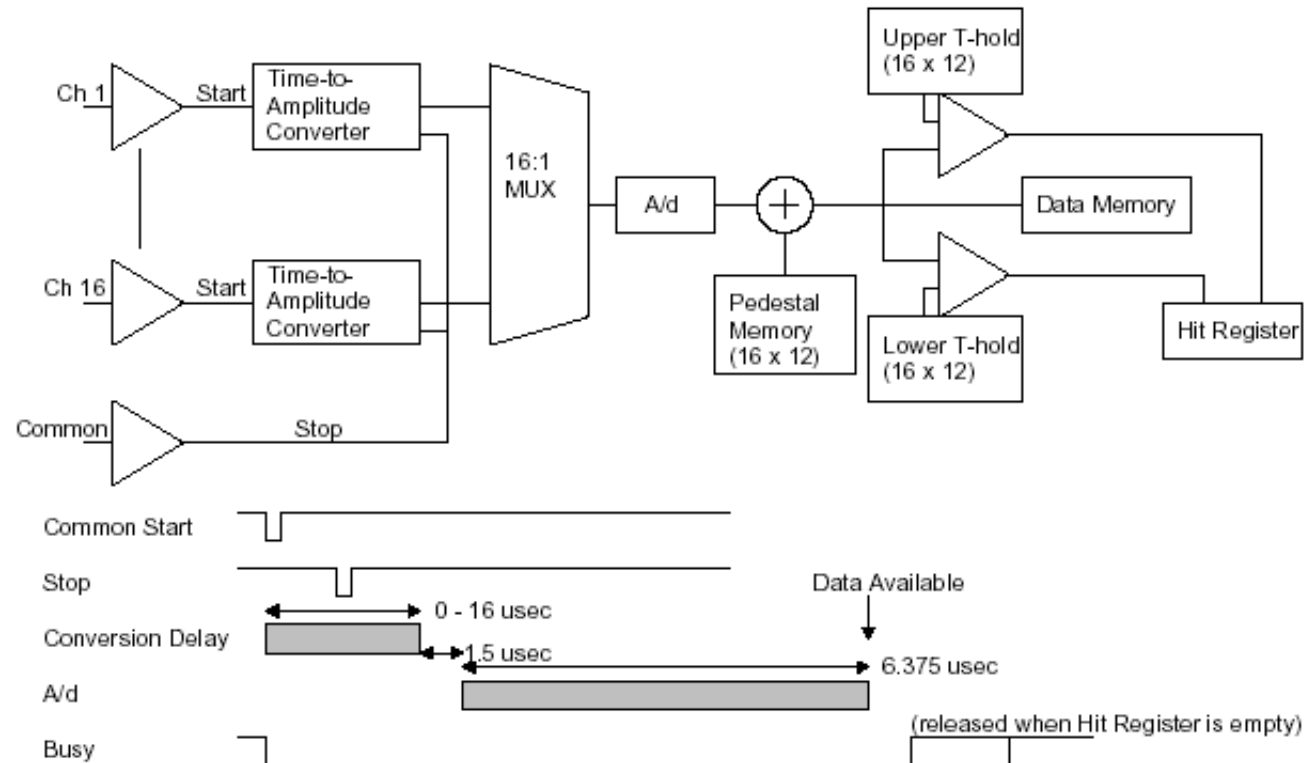 Ch 1
Start
Time-to-
Amplitude
Converter
16:1
MUX
A/d
+
Upper T-hold
(16 x 12)
Data Memory
Ch 16
Start
Time-to-
Amplitude
Converter
Pedestal
Memory
(16 x 12)
Lower T-hold
(16 x 12)
Hit Register
Common
Stop
Common Start
Stop
Data Available
0 - 16 usec
Conversion Delay
1.5 usec
6.375 usec
A/d
(released when Hit Register is empty)
Busy